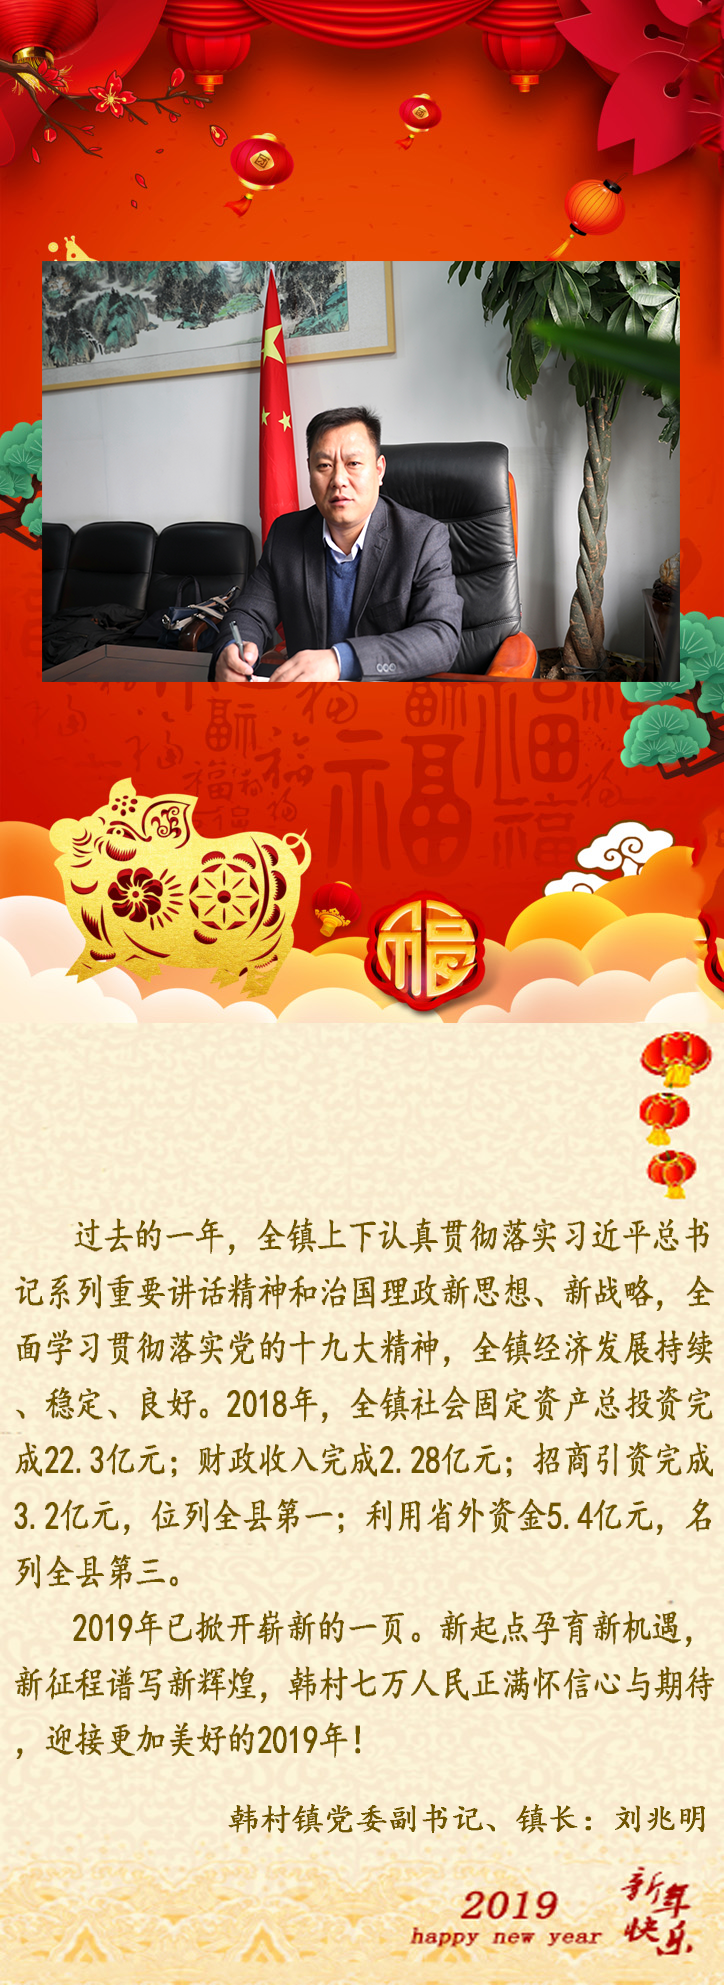 福
福
过去的一年，全镇上下认真贯彻落实习近平总书
记系列重要讲话精神和治国理政新思想、新战略，全
面学习贯彻落实党的十九大精神，全镇经济发展持续
、稳定、良好。2018年，全镇社会固定资产总投资完
成22.3亿元；财政收入完成2.28亿元；招商引资完成
3.2亿元，位列全县第一；利用省外资金5.4亿元，名
列全县第三。
2019年已掀开崭新的一页。新起点孕育新机遇，
新征程谱写新辉煌，韩村七万人民正满怀信心与期待
，迎接更加美好的2019年！
韩村镇党委副书记、镇长：刘兆明
2019
happy new year
新年
快乐